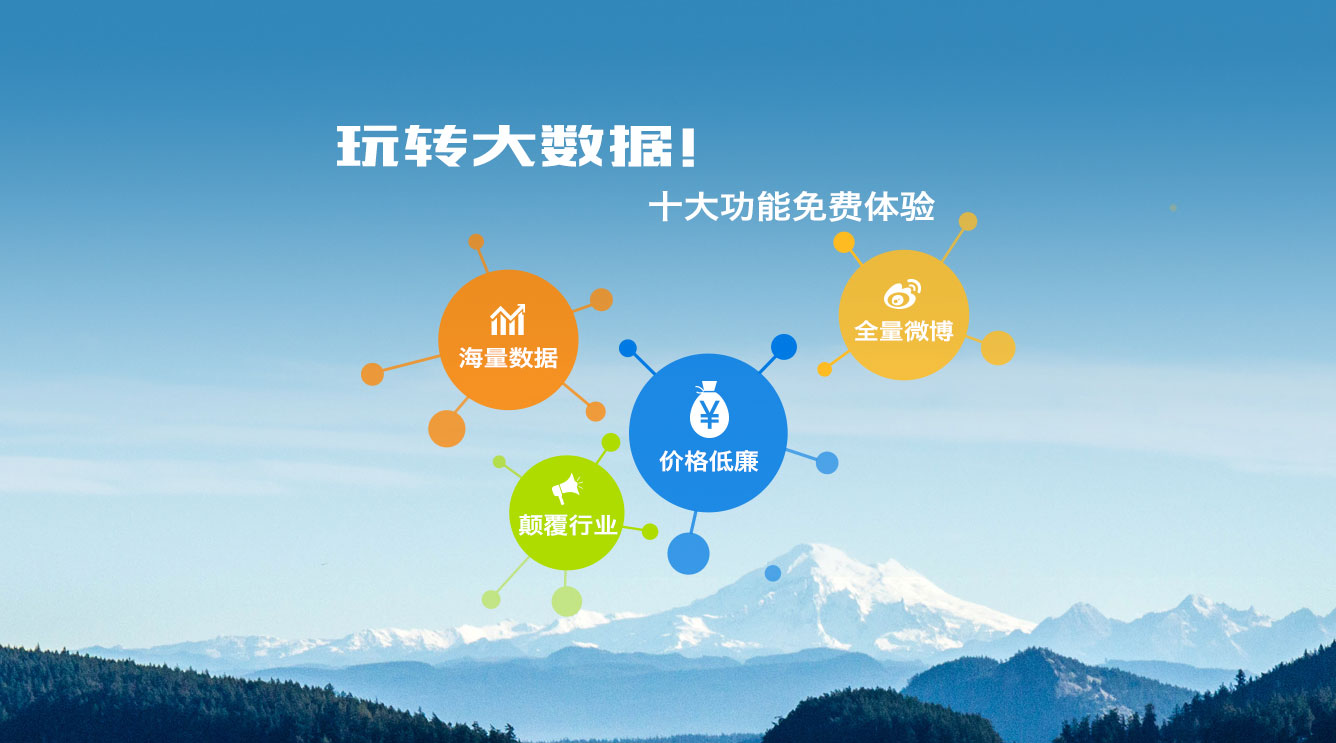 玩转大数据!
十大功能免费体验
全量微博
海量数据
价格低廉
颠覆行业